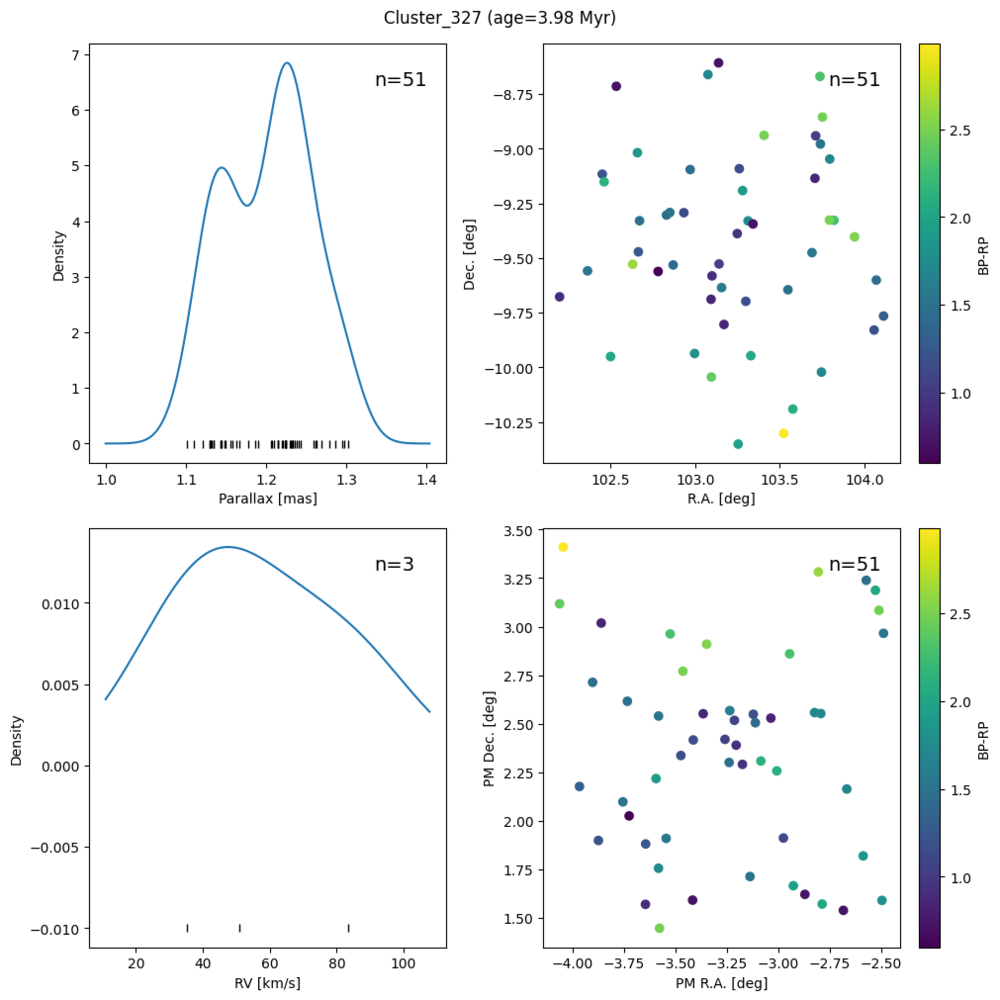 Cluster_327 (age=3.98 Myr)
n=51
7
6
5
4
3
2
1
0
Density
1.0 1.1 1.2 1.3 1.4
Parallax [mas]
n=51
−8.75
−9.00
−9.25
−9.50
−9.75
−10.00
−10.25
Dec. [deg]
102.5 103.0 103.5 104.0
R.A. [deg]
2.5
2.0
1.5
1.0
BP-RP
n=3
0.010
0.005
0.000
−0.005
−0.010
Density
20 40 60 80 100
RV [km/s]
n=51
3.50
3.25
3.00
2.75
2.50
2.25
2.00
1.75
1.50
PM Dec. [deg]
−4.00 −3.75 −3.50 −3.25 −3.00 −2.75 −2.50
PM R.A. [deg]
2.5
2.0
1.5
1.0
BP-RP